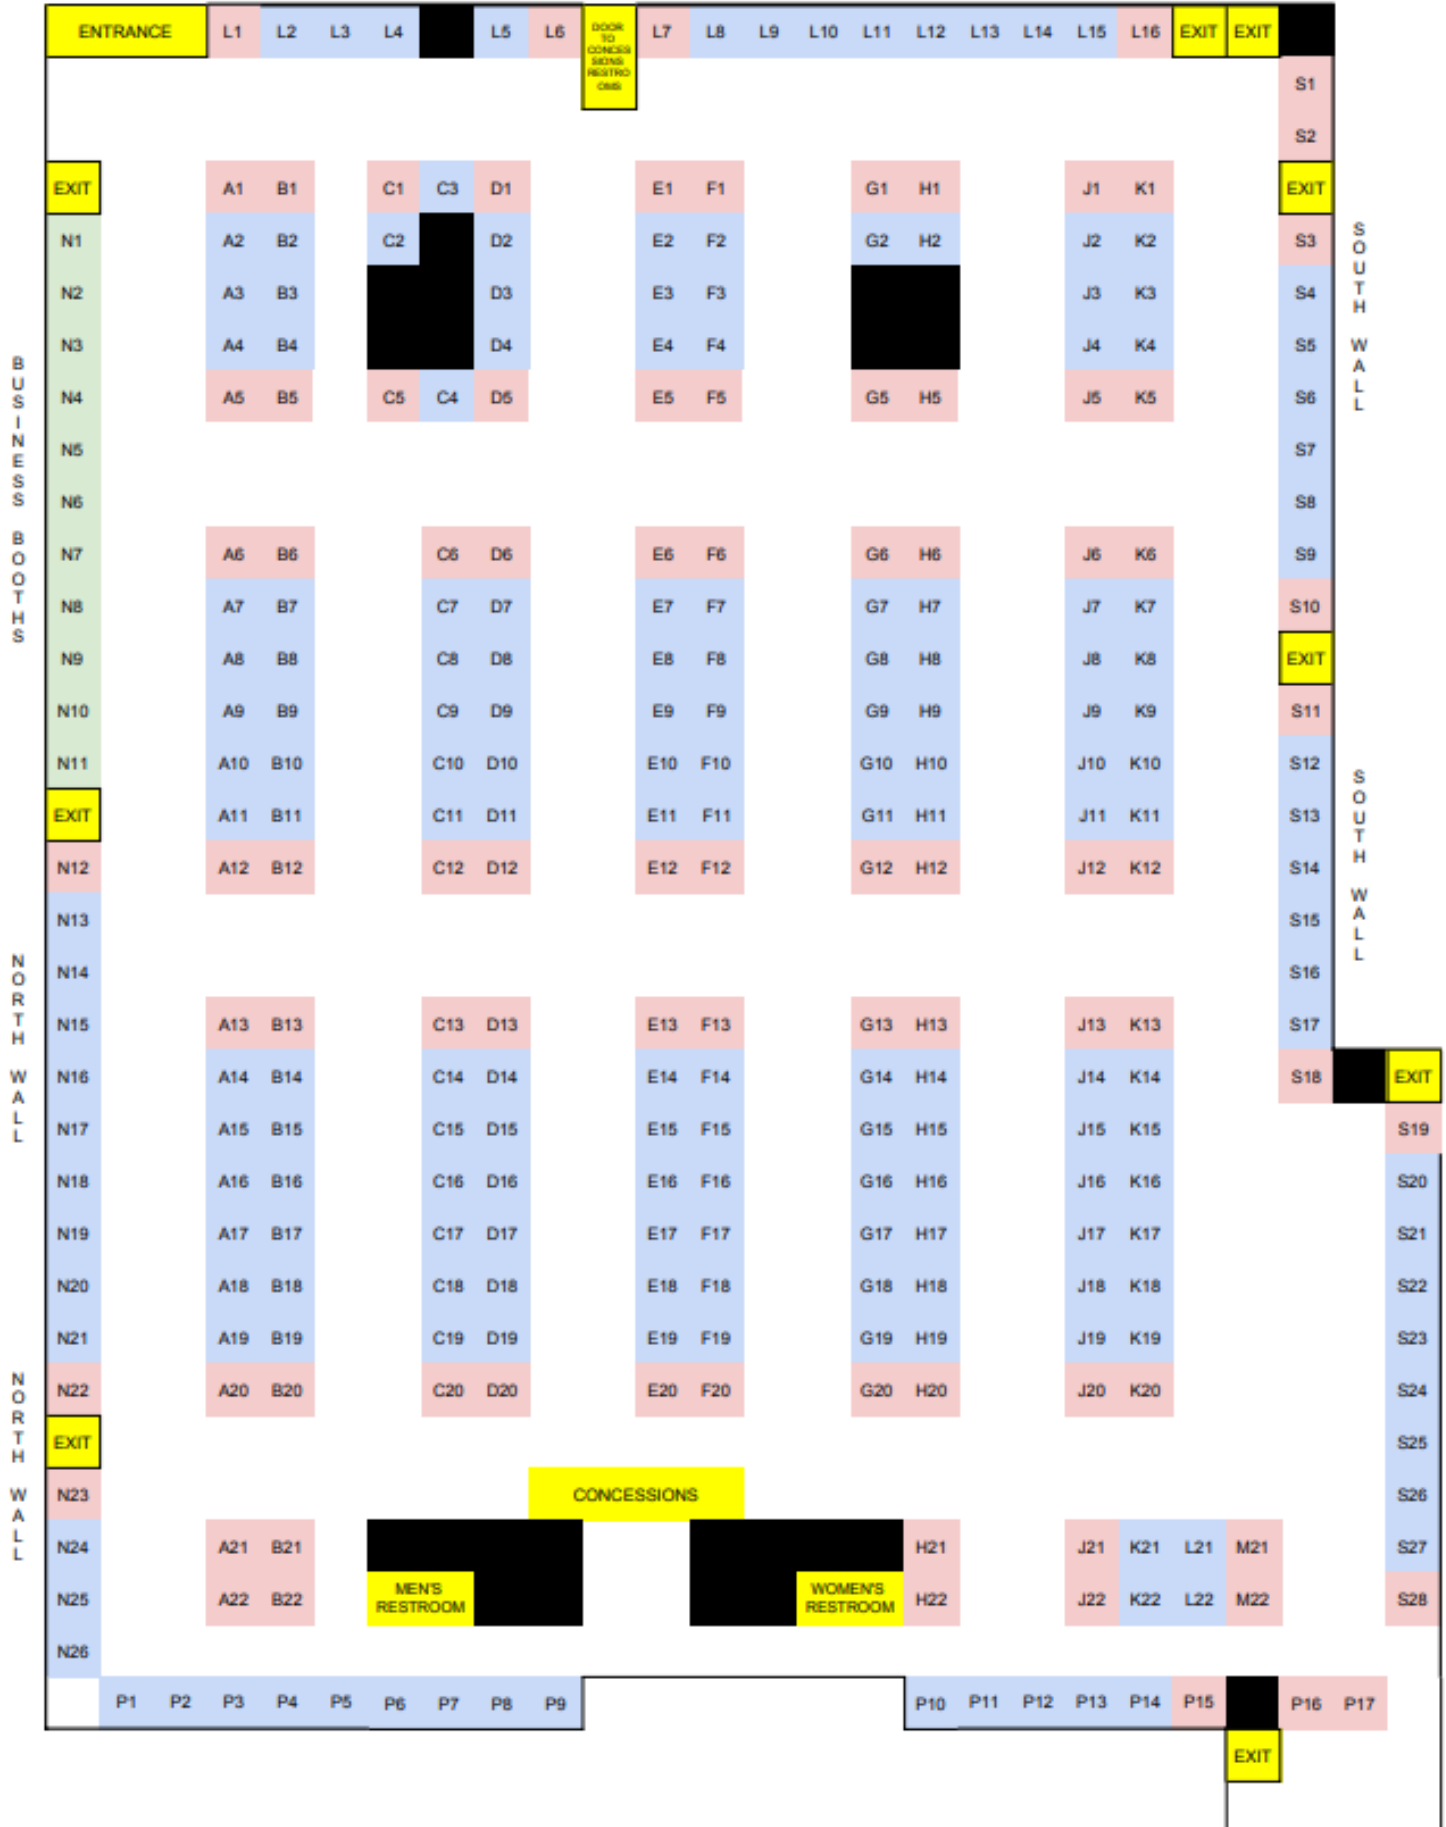 ENTRANCE L1 L2 L3 L4 L5 L6 DOOR TO CONCES SIONS RESTRO OMS L7 L8 L9 L10 L11 L12 L13 L14 L15 L16 EXIT EXIT
S1
S2
EXIT A1 B1 C1 C3 D1 E1 F1 G1 H1 J1 K1 EXIT
N1 A2 B2 C2 D2 E2 F2 G2 H2 J2 K2 S3
N2 A3 B3 D3 E3 F3 J3 K3 S4
N3 A4 B4 D4 E4 F4 J4 K4 S5
N4 A5 B5 C5 C4 D5 E5 F5 G5 H5 J5 K5 S6
N5 S7
N6 S8
N7 A6 B6 C6 D6 E6 F6 G6 H6 J6 K6 S9
N8 A7 B7 C7 D7 E7 F7 G7 H7 J7 K7 S10
N9 A8 B8 C8 D8 E8 F8 G8 H8 J8 K8 EXIT
N10 A9 B9 C9 D9 E9 F9 G9 H9 J9 K9 S11
N11 A10 B10 C10 D10 E10 F10 G10 H10 J10 K10 S12
EXIT A11 B11 C11 D11 E11 F11 G11 H11 J11 K11 S13
N12 A12 B12 C12 D12 E12 F12 G12 H12 J12 K12 S14
N13 S15
N14 S16
N15 A13 B13 C13 D13 E13 F13 G13 H13 J13 K13 S17
N16 A14 B14 C14 D14 E14 F14 G14 H14 J14 K14 S18 EXIT
N17 A15 B15 C15 D15 E15 F15 G15 H15 J15 K15 S19
N18 A16 B16 C16 D16 E16 F16 G16 H16 J16 K16 S20
N19 A17 B17 C17 D17 E17 F17 G17 H17 J17 K17 S21
N20 A18 B18 C18 D18 E18 F18 G18 H18 J18 K18 S22
N21 A19 B19 C19 D19 E19 F19 G19 H19 J19 K19 S23
N22 A20 B20 C20 D20 E20 F20 G20 H20 J20 K20 S24
EXIT S25
N23 CONCESSIONS S26
N24 A21 B21 H21 J21 K21 L21 M21 S27
N25 A22 B22 MEN'S RESTROOM WOMEN'S RESTROOM H22 J22 K22 L22 M22 S28
N26
P1 P2 P3 P4 P5 P6 P7 P8 P9 P10 P11 P12 P13 P14 P15 P16 P17
EXIT
BUSINESS BOOTHS
NORTH WALL
NORTH WALL
SOUTH WALL
SOUTH WALL